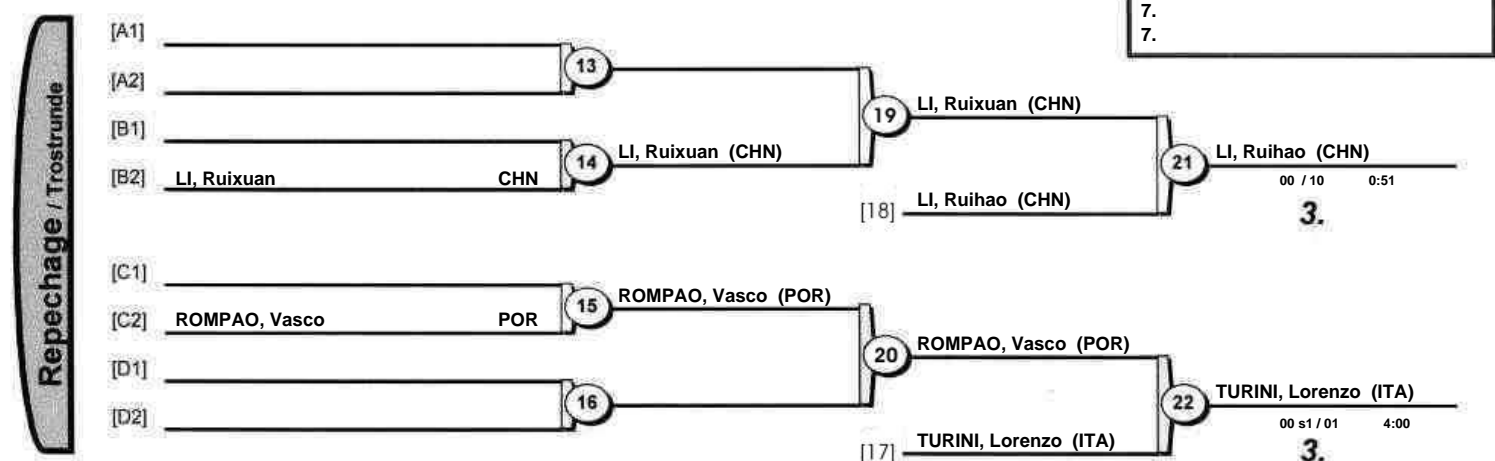 7.
7.
Repechage / Trostrunde
[A1]
[A2]
13
[B1]
[B2] LI, Ruixuan CHN
14 LI, Ruixuan (CHN)
19 LI, Ruixuan (CHN)
[18] LI, Ruihao (CHN)
21 LI, Ruihao (CHN)
00 / 10 0:51
3.
[C1]
[C2] ROMPAO, Vasco POR
15 ROMPAO, Vasco (POR)
[D1]
[D2]
16
20 ROMPAO, Vasco (POR)
[17] TURINI, Lorenzo (ITA)
22 TURINI, Lorenzo (ITA)
00 s1 / 01 4:00
3.